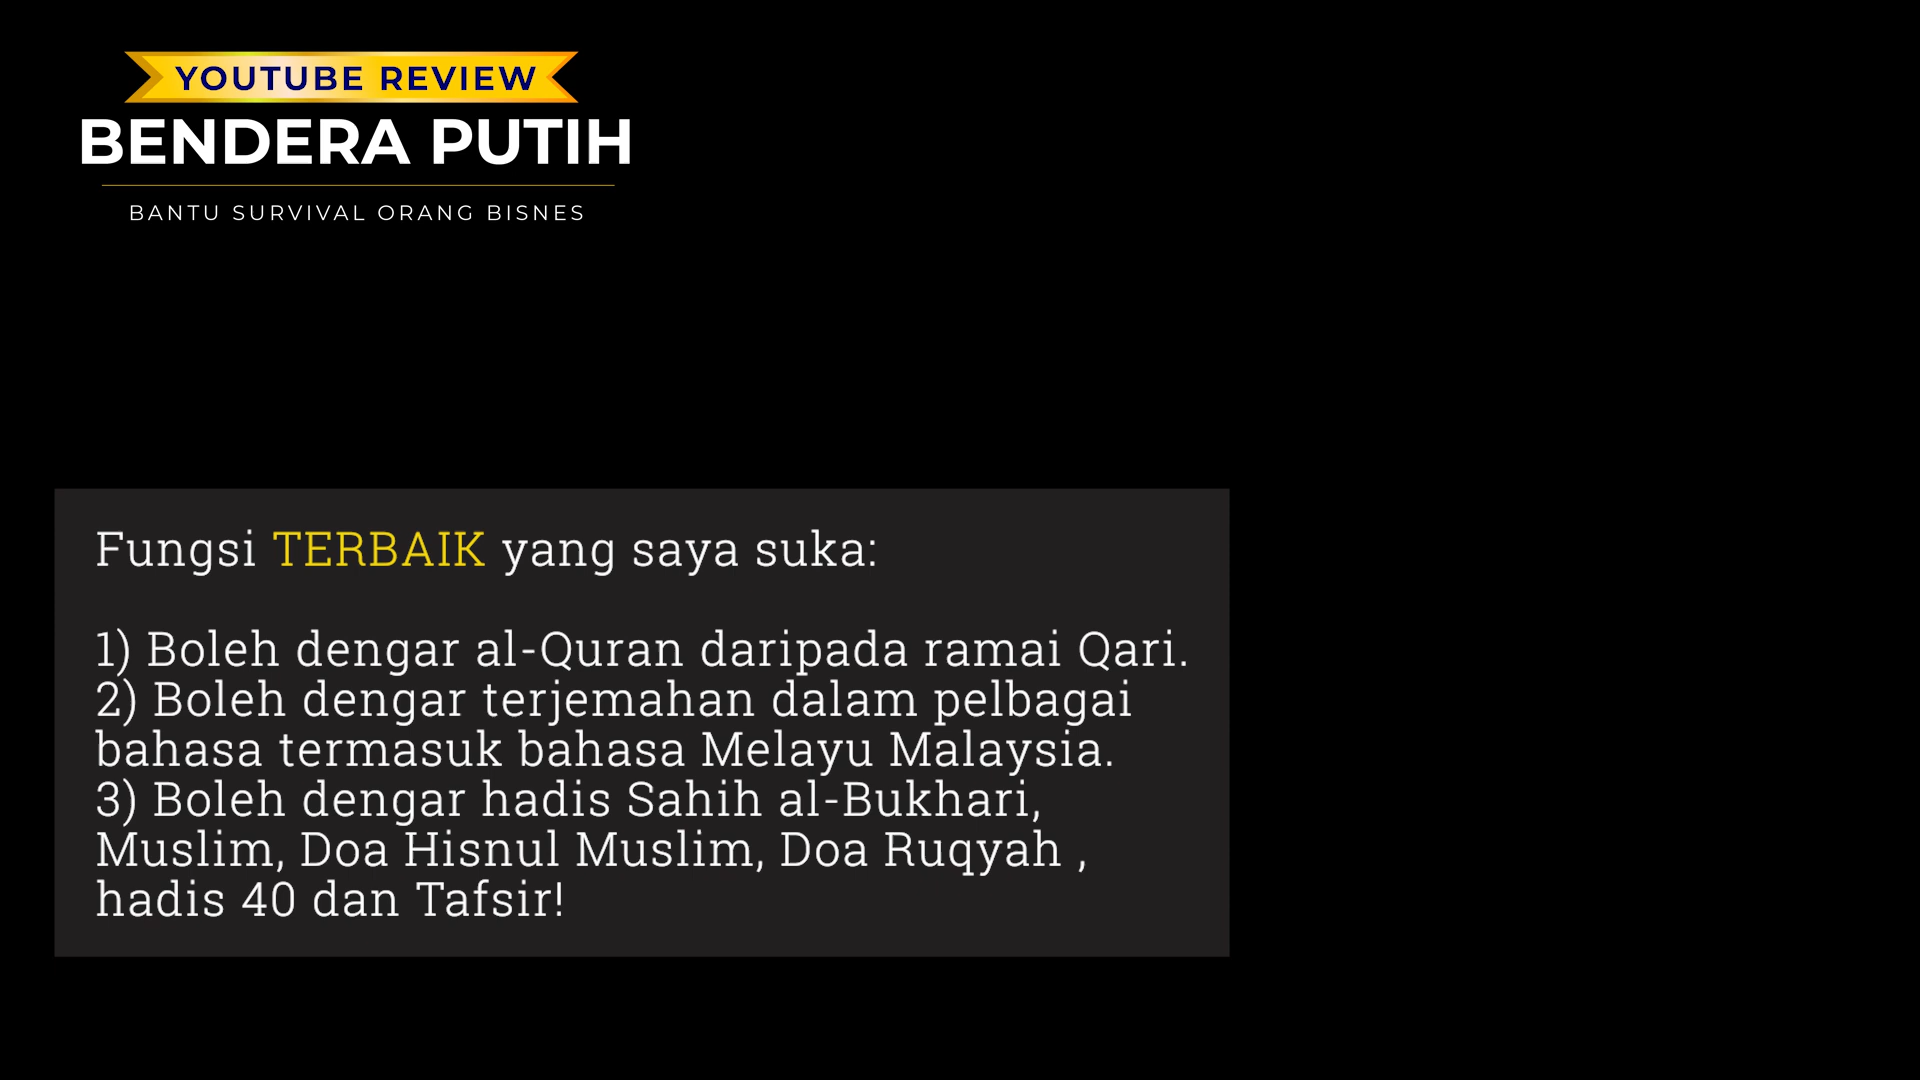 YOUTUBE REVIEW
BENDERA PUTIH
BANTU SURVIVAL ORANG BISNES
Fungsi TERBAIK yang saya suka:
1) Boleh dengar al-Quran daripada ramai Qari.
2) Boleh dengar terjemahan dalam pelbagai
bahasa termasuk bahasa Melayu Malaysia.
3) Boleh dengar hadis Sahih al-Bukhari,
Muslim, Doa Hisnul Muslim, Doa Ruqyah ,
hadis 40 dan Tafsir!